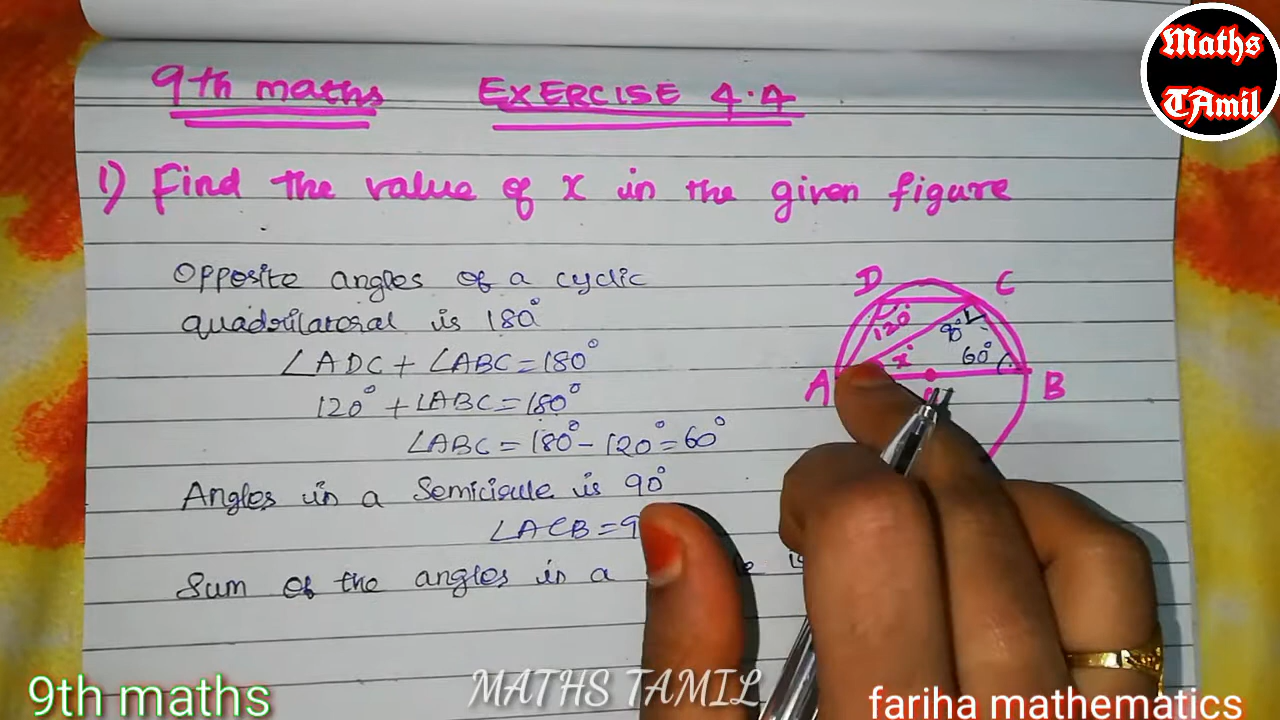 Maths
TAmil
9th maths EXERCISE 4.4
1) Find the value of x in the given figure
Opposite angles of a cyclic
quadrilateral is 180°
∠ADC + ∠ABC = 180°
120° + ∠ABC = 180°
∠ABC = 180° - 120° = 60°
Angles in a Semicircle is 90°
∠ACB = 9
Sum of the angles in a
D C
120° 90°
x° 60°
A B
9th maths MATHS TAMIL fariha mathematics